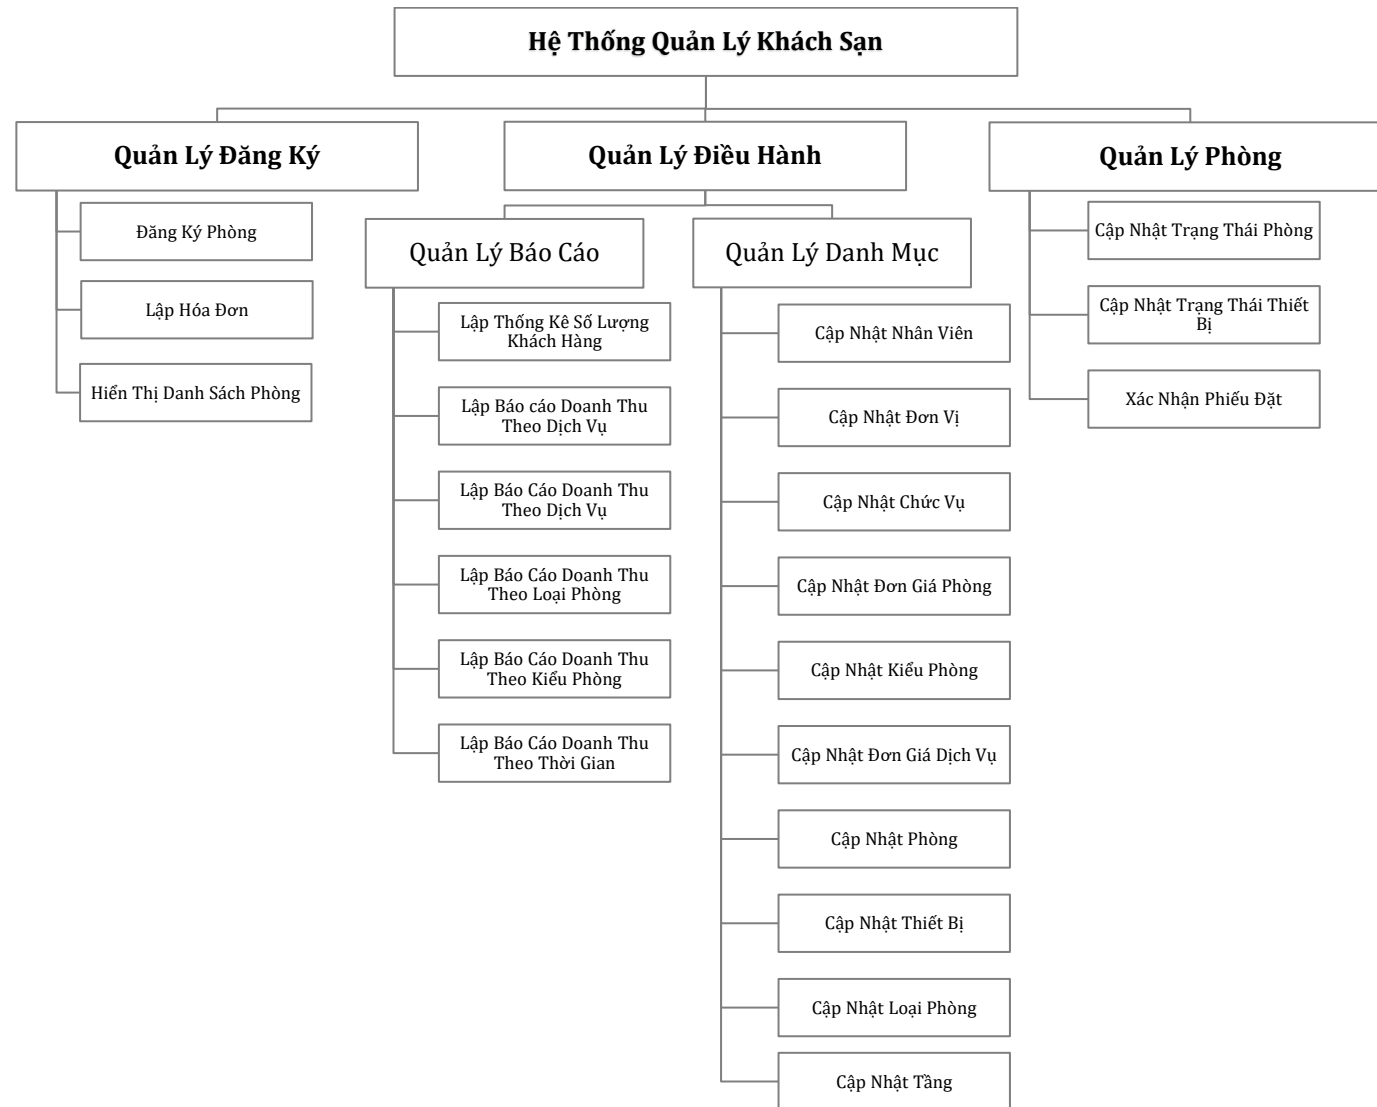 Hệ Thống Quản Lý Khách Sạn
Quản Lý Đăng Ký
Quản Lý Điều Hành
Quản Lý Phòng
Đăng Ký Phòng
Lập Hóa Đơn
Hiển Thị Danh Sách Phòng
Quản Lý Báo Cáo
Lập Thống Kê Số Lượng
Khách Hàng
Lập Báo cáo Doanh Thu
Theo Dịch Vụ
Lập Báo Cáo Doanh Thu
Theo Dịch Vụ
Lập Báo Cáo Doanh Thu
Theo Loại Phòng
Lập Báo Cáo Doanh Thu
Theo Kiểu Phòng
Lập Báo Cáo Doanh Thu
Theo Thời Gian
Quản Lý Danh Mục
Cập Nhật Nhân Viên
Cập Nhật Đơn Vị
Cập Nhật Chức Vụ
Cập Nhật Đơn Giá Phòng
Cập Nhật Kiểu Phòng
Cập Nhật Đơn Giá Dịch Vụ
Cập Nhật Phòng
Cập Nhật Thiết Bị
Cập Nhật Loại Phòng
Cập Nhật Tầng
Cập Nhật Trạng Thái Phòng
Cập Nhật Trạng Thái Thiết
Bị
Xác Nhận Phiếu Đặt